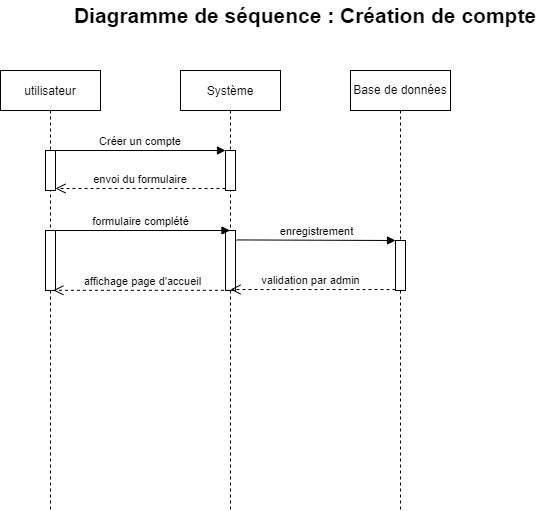 Diagramme de séquence : Création de compte
utilisateur
Système
Base de données
Créer un compte
envoi du formulaire
formulaire complété
enregistrement
affichage page d'accueil
validation par admin